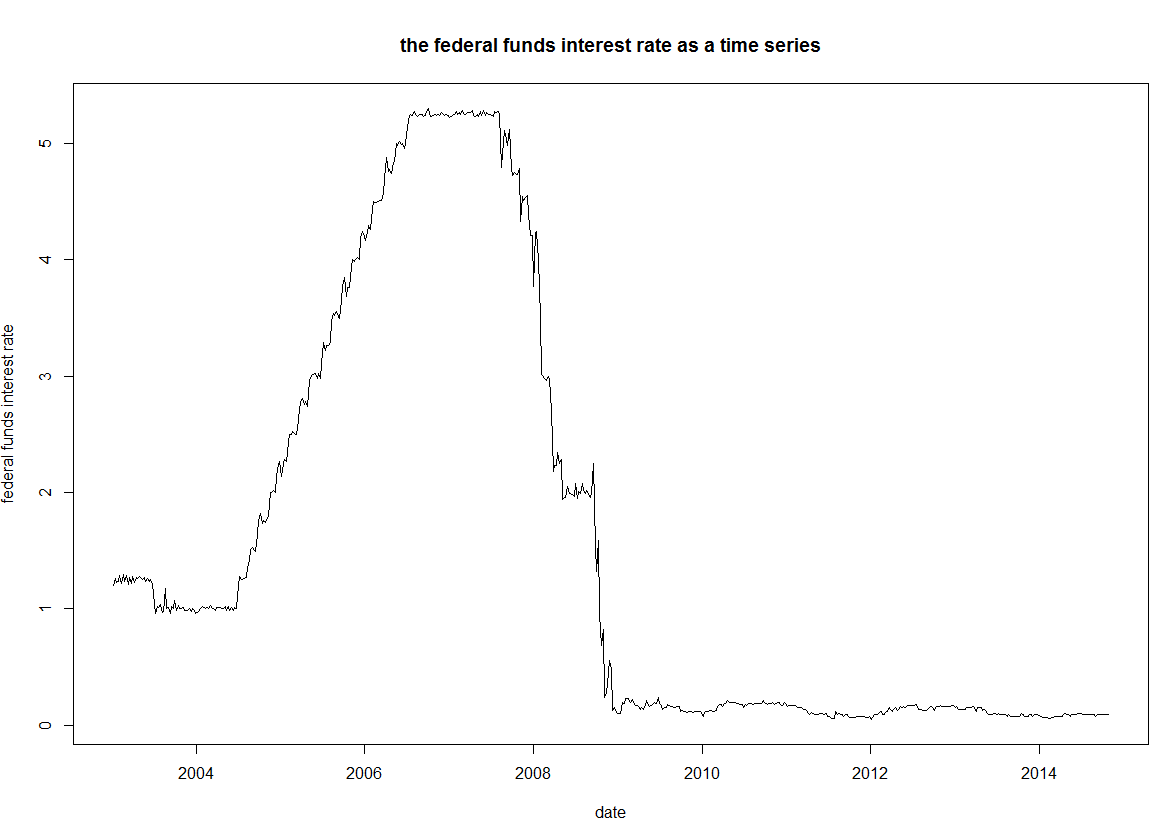 the federal funds interest rate as a time series
federal funds interest rate
5
4
3
2
1
0
2004 2006 2008 2010 2012 2014
date